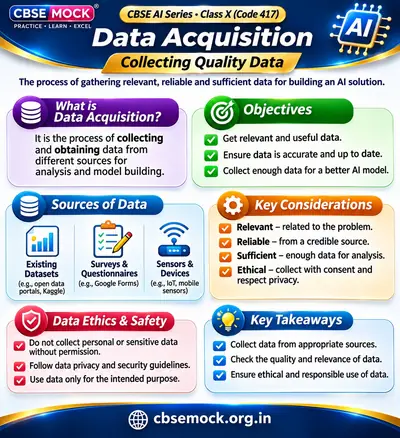 CBSE MOCK™
PRACTICE • LEARN • EXCEL
CBSE AI Series • Class X (Code 417)
AI
Data Acquisition
Collecting Quality Data
The process of gathering relevant, reliable and sufficient data for building an AI solution.
What is
Data Acquisition?
It is the process of collecting
and obtaining data from
different sources for
analysis and model building.
Objectives
Get relevant and useful data.
Ensure data is accurate and up to date.
Collect enough data for a better AI model.
Sources of Data
Existing
Datasets
(e.g., open data
portals, Kaggle)
Surveys &
Questionnaires
(e.g., Google Forms)
Sensors &
Devices
(e.g., IoT, mobile
sensors)
Key Considerations
Relevant – related to the problem.
Reliable – from a credible source.
Sufficient – enough data for analysis.
Ethical – collect with consent and
respect privacy.
Data Ethics & Safety
Do not collect personal or sensitive data
without permission.
Follow data privacy and security guidelines.
Use data only for the intended purpose.
Key Takeaways
Collect data from appropriate sources.
Check the quality and relevance of data.
Ensure ethical and responsible use of data.
cbsemock.org.in